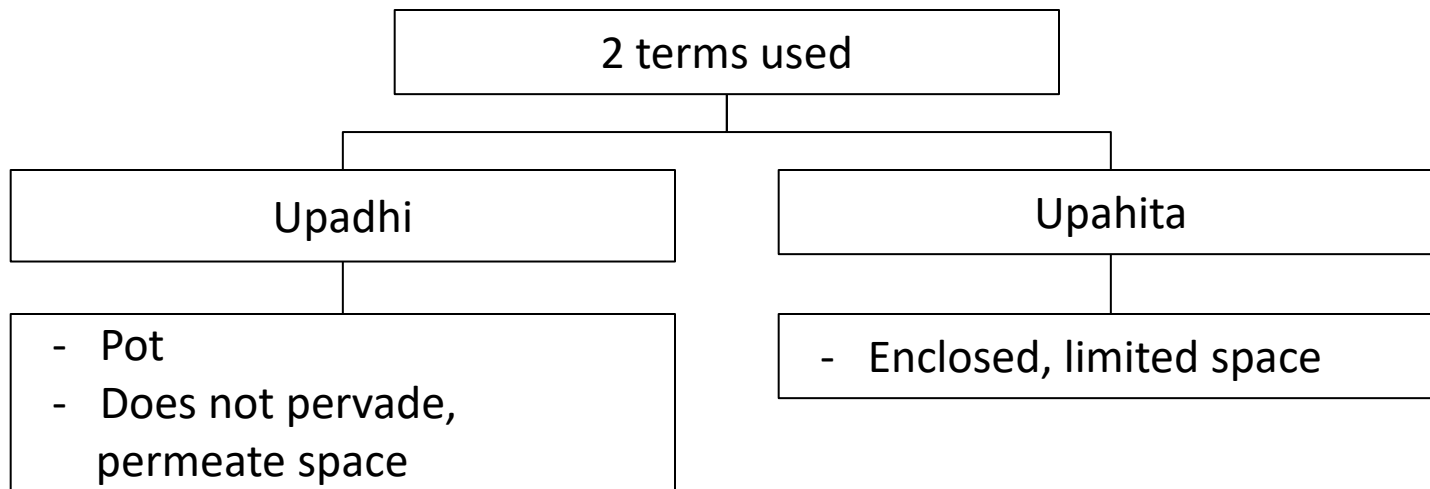 2 terms used
Upadhi
Upahita
- Pot
- Does not pervade,
permeate space
- Enclosed, limited space